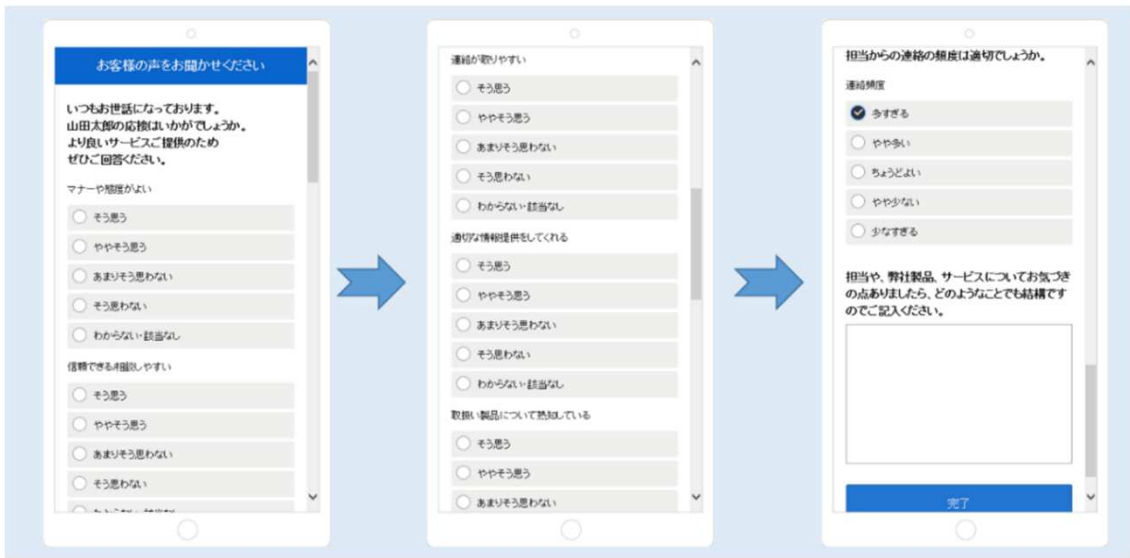 お客様の声をお聞かせください
いつもお世話になっております。
山田太郎の応接はいかがでしょうか。
より良いサービスご提供のため
ぜひご回答ください。
マナーや態度がよい
そう思う
ややそう思う
あまりそう思わない
そう思わない
わからない・該当なし
信頼できる相談しやすい
そう思う
ややそう思う
あまりそう思わない
そう思わない
連絡が取りやすい
そう思う
ややそう思う
あまりそう思わない
そう思わない
わからない・該当なし
適切な情報提供をしてくれる
そう思う
ややそう思う
あまりそう思わない
そう思わない
わからない・該当なし
取扱い製品について熟知している
そう思う
ややそう思う
あまりそう思わない
担当からの連絡の頻度は適切でしょうか。
連絡頻度
今すぎる
やや多い
ちょうどよい
やや少ない
少なすぎる
担当や、弊社製品、サービスについてお気づき
の点ありましたら、どのようなことでも結構です
のでご記入ください。
完了